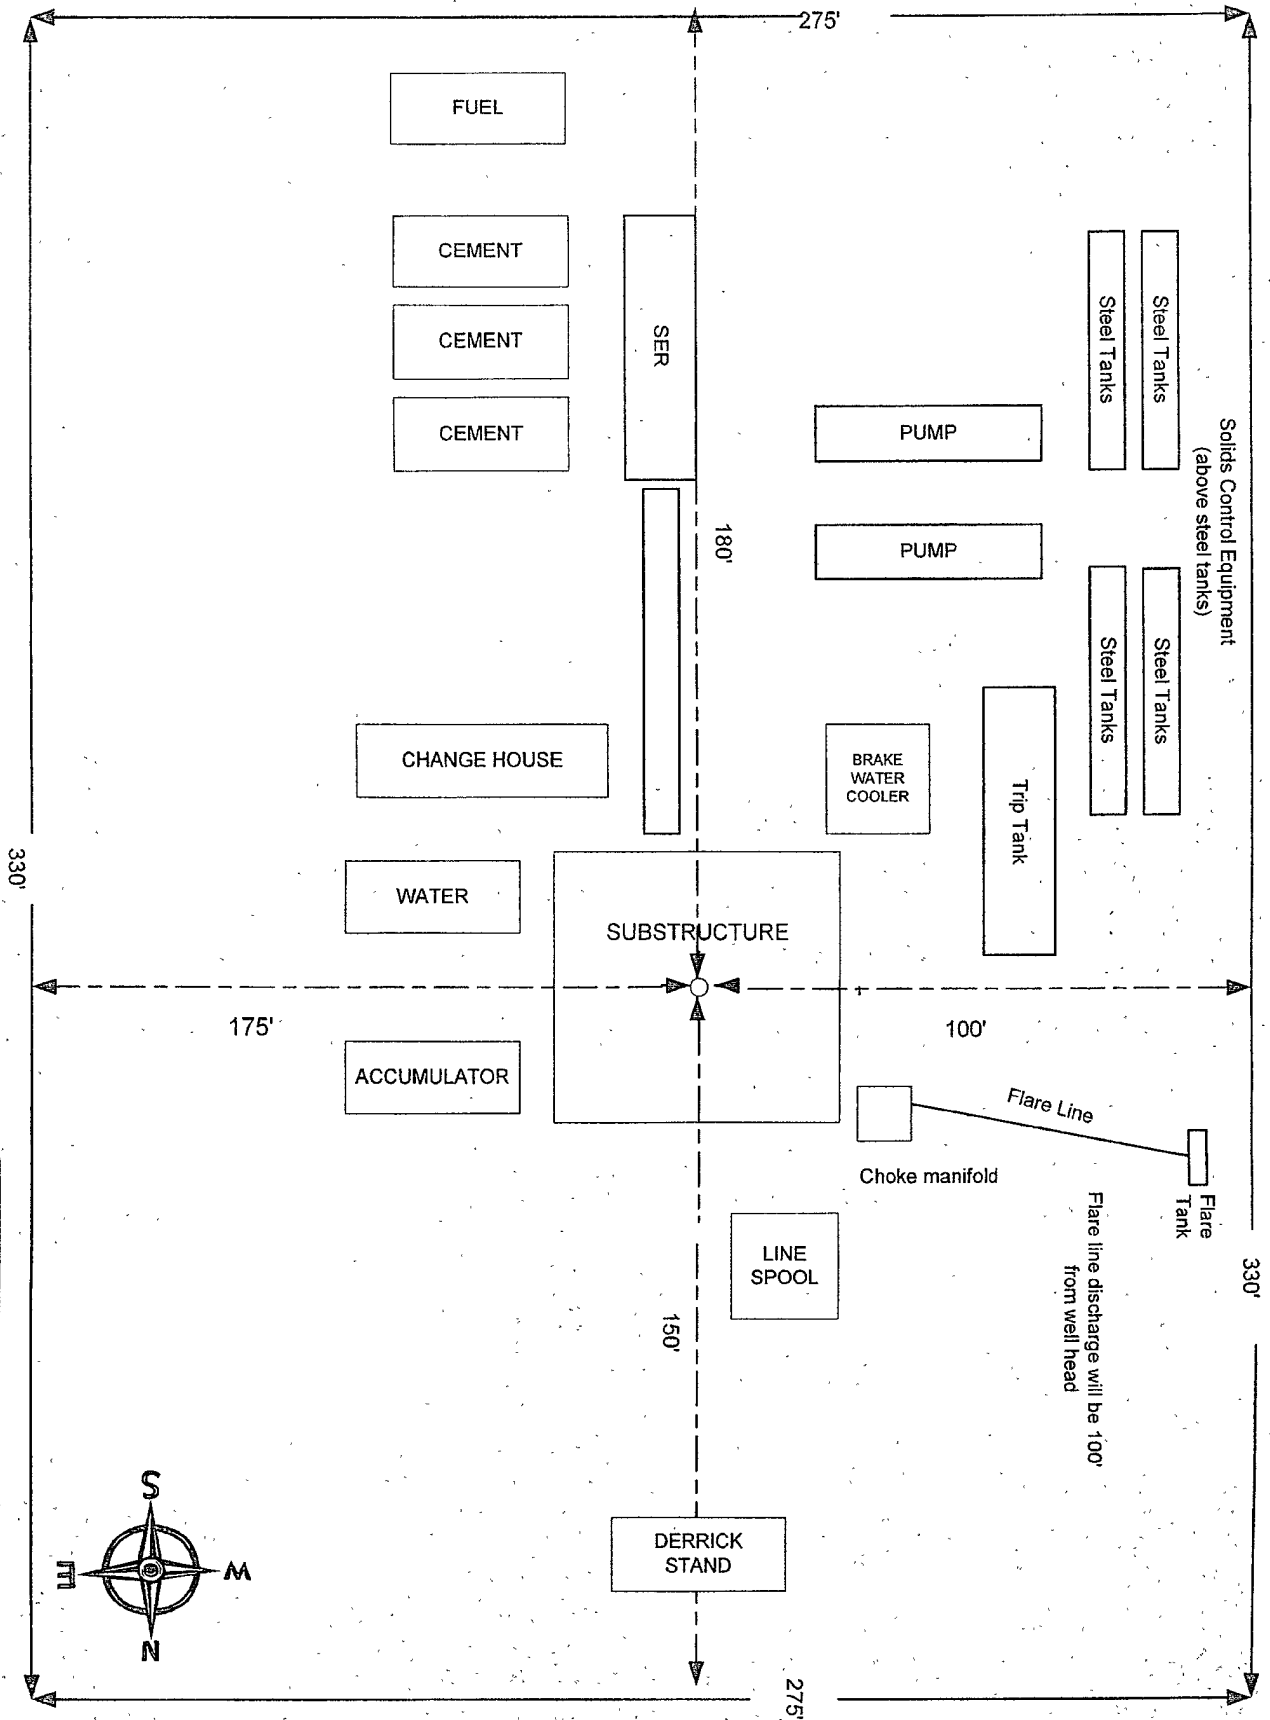 275'
FUEL
CEMENT
CEMENT
CEMENT
SER
Steel Tanks
Steel Tanks
PUMP
PUMP
Solids Control Equipment
(above steel tanks)
180'
Steel Tanks
Steel Tanks
CHANGE HOUSE
BRAKE
WATER
COOLER
Trip Tank
330'
WATER
SUBSTRUCTURE
175'
100'
ACCUMULATOR
Flare Line
Choke manifold
Flare
Tank
Flare line discharge will be 100'
from well head
LINE
SPOOL
330'
150'
DERRICK
STAND
S
E
W
N
275'